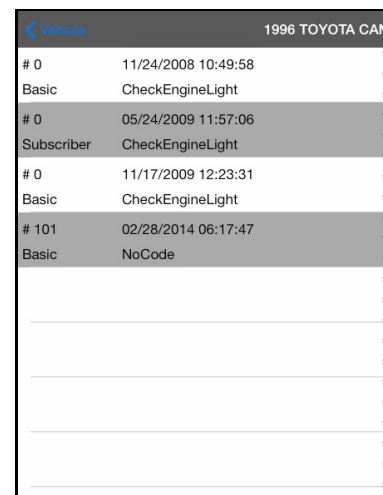 Vehicle 1996 TOYOTA CAM
# 0 11/24/2008 10:49:58
Basic CheckEngineLight
# 0 05/24/2009 11:57:06
Subscriber CheckEngineLight
# 0 11/17/2009 12:23:31
Basic CheckEngineLight
# 101 02/28/2014 06:17:47
Basic NoCode